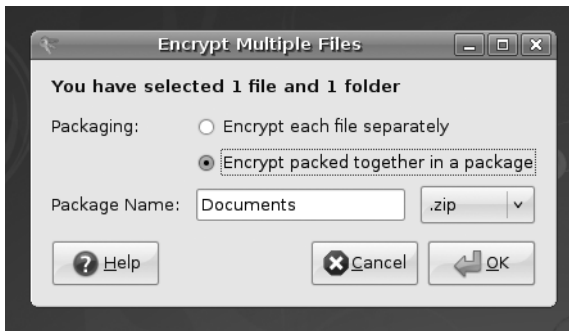 Encrypt Multiple Files
You have selected 1 file and 1 folder
Packaging:
Encrypt each file separately
Encrypt packed together in a package
Package Name: Documents .zip
Help Cancel OK